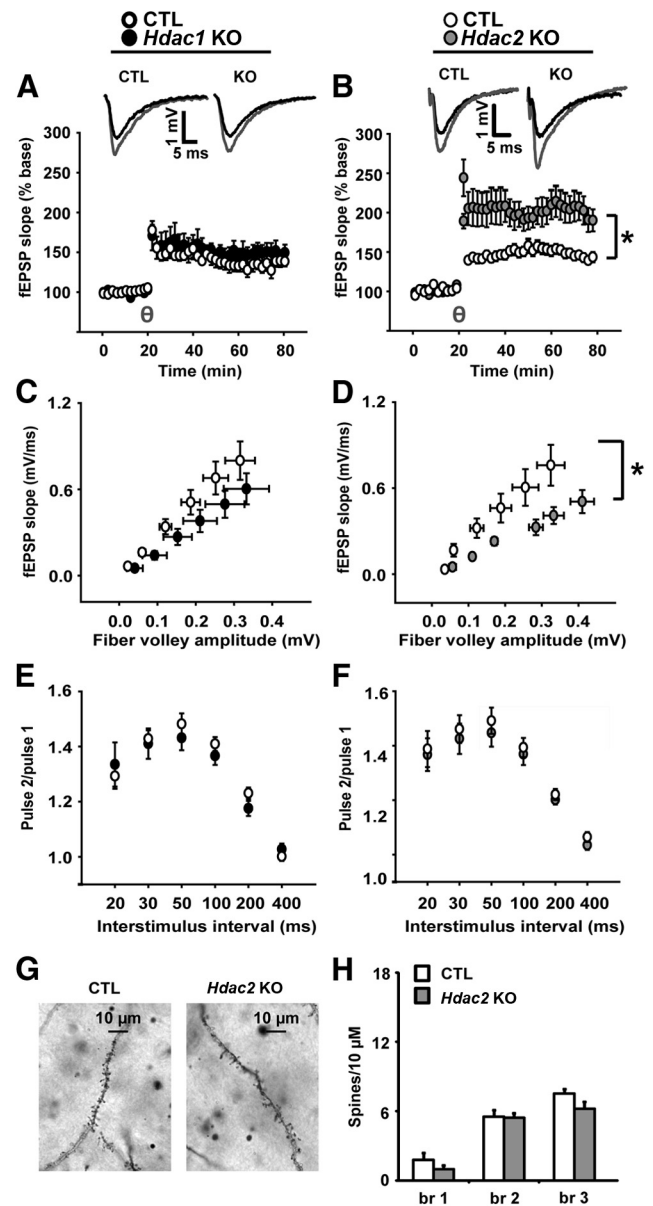 CTL
Hdac1 KO
A
CTL
KO
1 mV
5 ms
fEPSP slope (% base)
300
250
200
150
100
θ
0 20 40 60 80
Time (min)
CTL
Hdac2 KO
B
CTL
KO
1 mV
5 ms
fEPSP slope (% base)
300
250
200
150
100
*
θ
0 20 40 60 80
Time (min)
C
fEPSP slope (mV/ms)
1.2
0.6
0.0
0.0 0.1 0.2 0.3 0.4
Fiber volley amplitude (mV)
D
fEPSP slope (mV/ms)
1.2
0.6
0.0
*
0.0 0.1 0.2 0.3 0.4
Fiber volley amplitude (mV)
E
Pulse 2/pulse 1
1.6
1.4
1.2
1.0
20 30 50 100 200 400
Interstimulus interval (ms)
F
Pulse 2/pulse 1
1.6
1.4
1.2
1.0
20 30 50 100 200 400
Interstimulus interval (ms)
G
CTL
10 μm
Hdac2 KO
10 μm
H
CTL
Hdac2 KO
Spines/10 μM
18
12
6
0
br 1 br 2 br 3